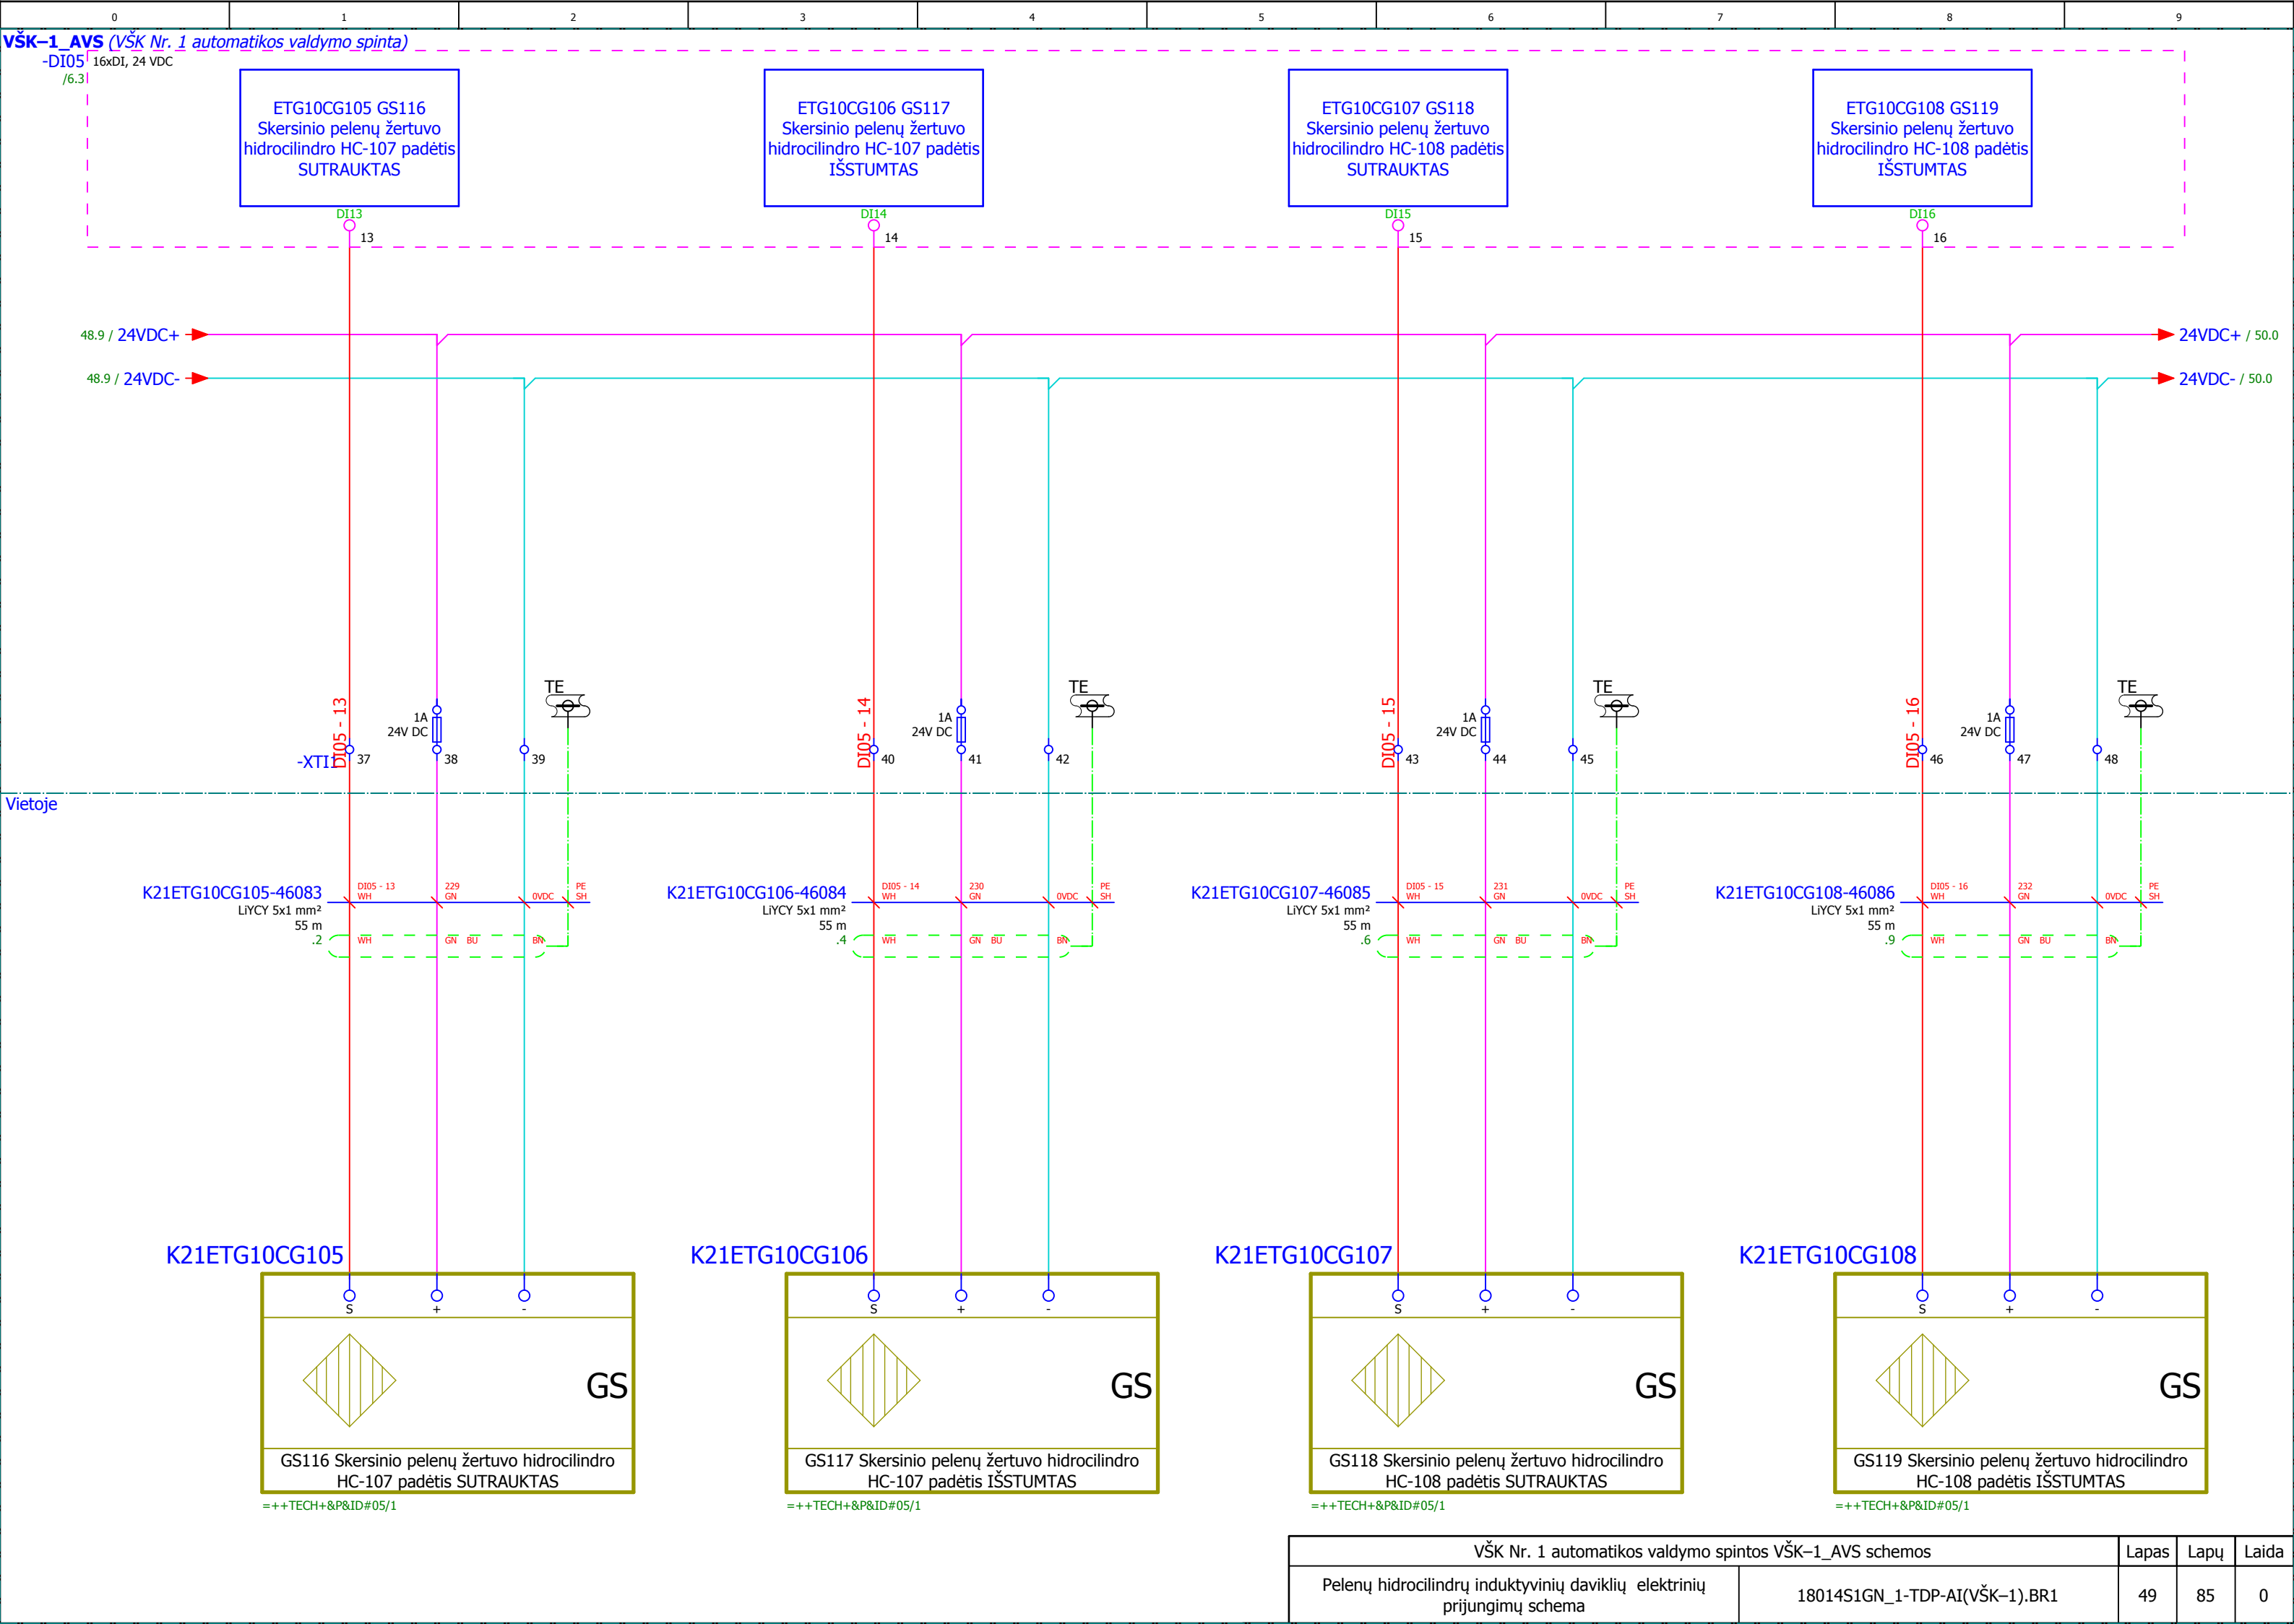 0 1 2 3 4 5 6 7 8 9
VŠK–1_AVS (VŠK Nr. 1 automatikos valdymo spinta)
-DI05 16xDI, 24 VDC
/6.3
ETG10CG105 GS116
Skersinio pelenų žertuvo
hidrocilindro HC-107 padėtis
SUTRAUKTAS
DI13
13
ETG10CG106 GS117
Skersinio pelenų žertuvo
hidrocilindro HC-107 padėtis
IŠSTUMTAS
DI14
14
ETG10CG107 GS118
Skersinio pelenų žertuvo
hidrocilindro HC-108 padėtis
SUTRAUKTAS
DI15
15
ETG10CG108 GS119
Skersinio pelenų žertuvo
hidrocilindro HC-108 padėtis
IŠSTUMTAS
DI16
16
48.9 / 24VDC+
24VDC+ / 50.0
48.9 / 24VDC-
24VDC- / 50.0
-XTI1
DI05 - 13
37
1A
24V DC
38
39
TE
DI05 - 14
40
1A
24V DC
41
42
TE
DI05 - 15
43
1A
24V DC
44
45
TE
DI05 - 16
46
1A
24V DC
47
48
TE
Vietoje
K21ETG10CG105-46083
LiYCY 5x1 mm²
55 m
.2
DI05 - 13 229 PE
WH GN 0VDC SH
WH GN BU BN
K21ETG10CG106-46084
LiYCY 5x1 mm²
55 m
.4
DI05 - 14 230 PE
WH GN 0VDC SH
WH GN BU BN
K21ETG10CG107-46085
LiYCY 5x1 mm²
55 m
.6
DI05 - 15 231 PE
WH GN 0VDC SH
WH GN BU BN
K21ETG10CG108-46086
LiYCY 5x1 mm²
55 m
.9
DI05 - 16 232 PE
WH GN 0VDC SH
WH GN BU BN
K21ETG10CG105
S + -
GS
GS116 Skersinio pelenų žertuvo hidrocilindro
HC-107 padėtis SUTRAUKTAS
=++TECH+&P&ID#05/1
K21ETG10CG106
S + -
GS
GS117 Skersinio pelenų žertuvo hidrocilindro
HC-107 padėtis IŠSTUMTAS
=++TECH+&P&ID#05/1
K21ETG10CG107
S + -
GS
GS118 Skersinio pelenų žertuvo hidrocilindro
HC-108 padėtis SUTRAUKTAS
=++TECH+&P&ID#05/1
K21ETG10CG108
S + -
GS
GS119 Skersinio pelenų žertuvo hidrocilindro
HC-108 padėtis IŠSTUMTAS
=++TECH+&P&ID#05/1
VŠK Nr. 1 automatikos valdymo spintos VŠK–1_AVS schemos
Lapas Lapų Laida
Pelenų hidrocilindrų induktyvinių daviklių elektrinių
prijungimų schema
18014S1GN_1-TDP-AI(VŠK–1).BR1
49 85 0